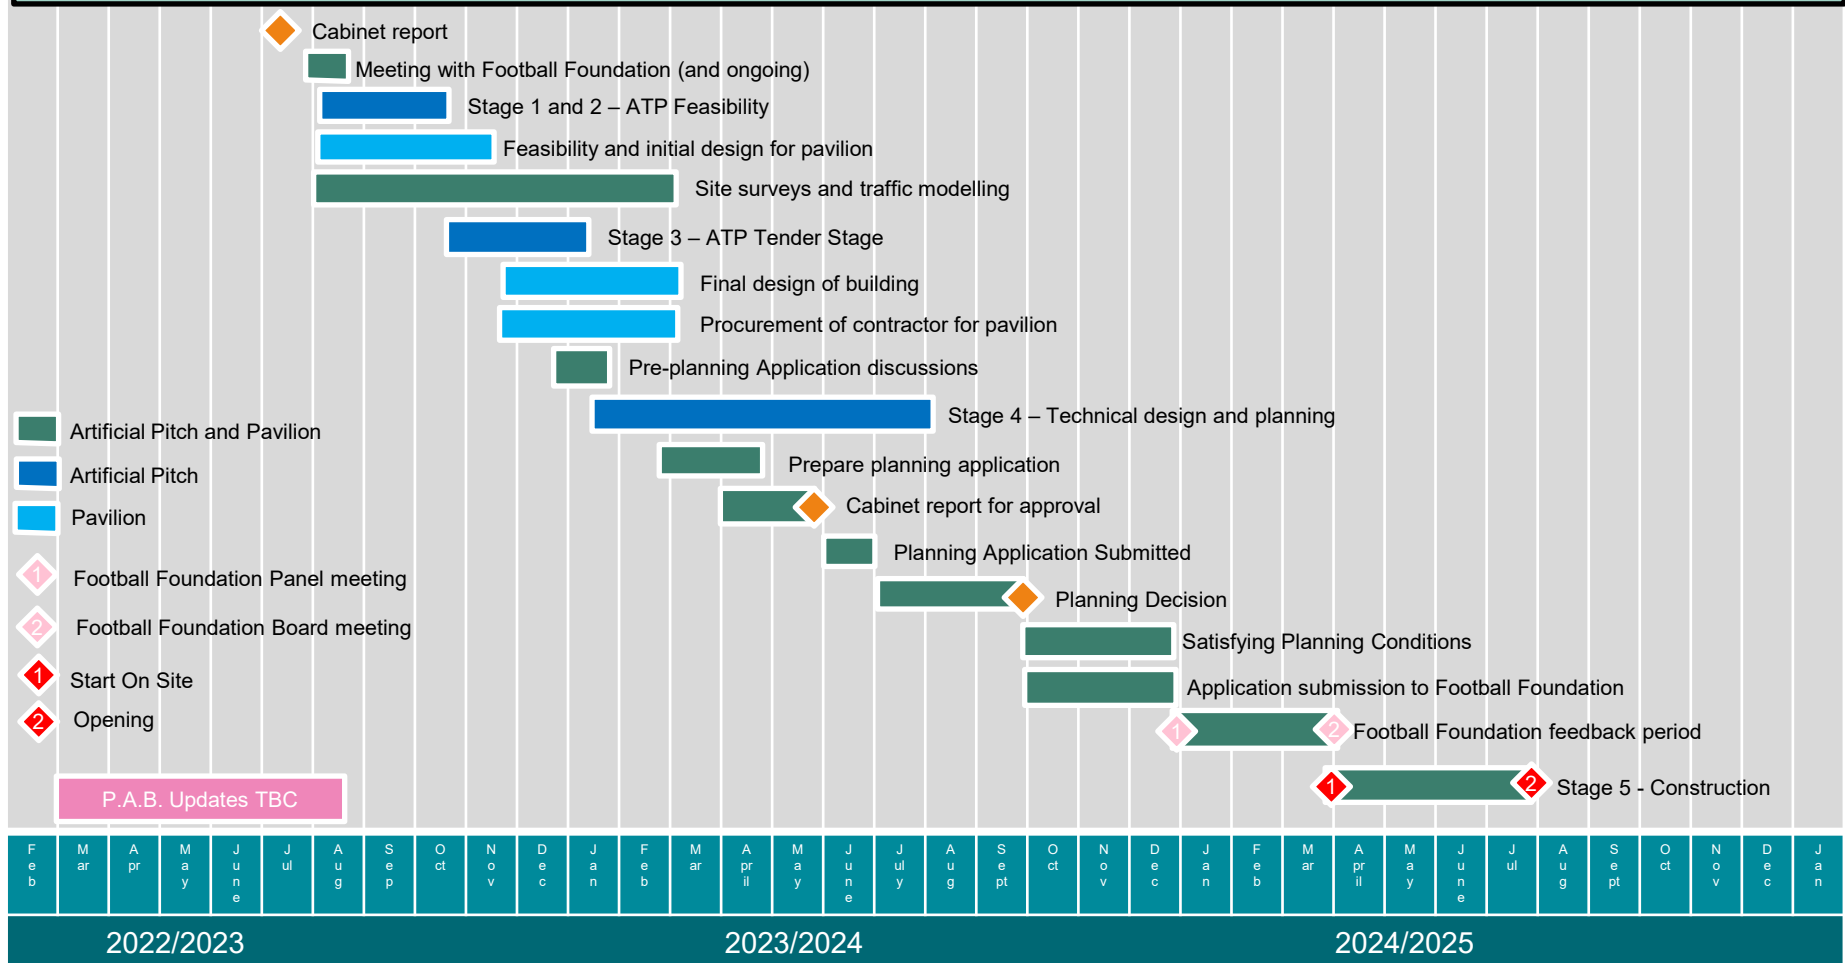 Cabinet report
Meeting with Football Foundation (and ongoing)
Stage 1 and 2 – ATP Feasibility
Feasibility and initial design for pavilion
Site surveys and traffic modelling
Stage 3 – ATP Tender Stage
Final design of building
Procurement of contractor for pavilion
Pre-planning Application discussions
Stage 4 – Technical design and planning
Artificial Pitch and Pavilion
Prepare planning application
Artificial Pitch
Cabinet report for approval
Pavilion
Planning Application Submitted
1 Football Foundation Panel meeting
Planning Decision
2 Football Foundation Board meeting
Satisfying Planning Conditions
1 Start On Site
Application submission to Football Foundation
2 Opening
1 2 Football Foundation feedback period
1 2 Stage 5 - Construction
P.A.B. Updates TBC
Feb Mar Apr May June Jul Aug Sep Oct Nov Dec Jan Feb Mar April May June July Aug Sept Oct Nov Dec Jan Feb Mar April May June Jul Aug Sept Oct Nov Dec Jan
2022/2023 2023/2024 2024/2025